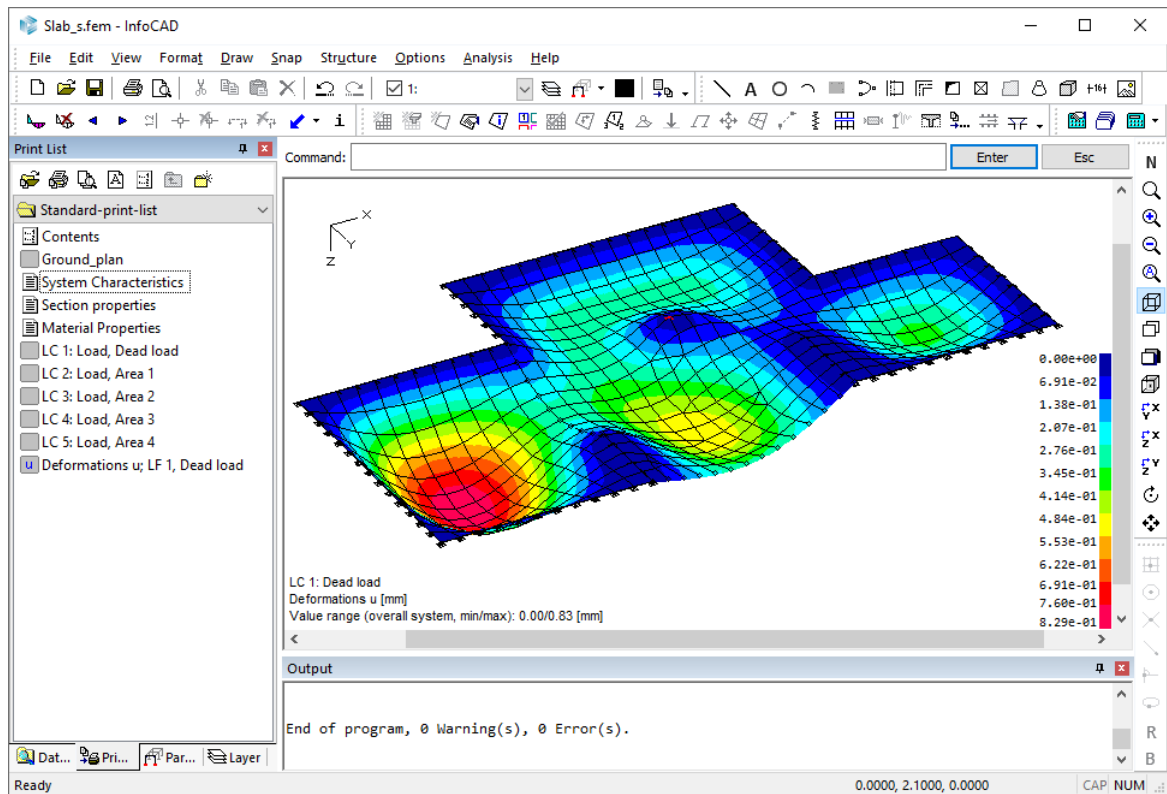 Slab_s.fem - InfoCAD
File Edit View Format Draw Snap Structure Options Analysis Help
1:
A
+16+
i
Print List
Command:
Enter
Esc
N
A
A
Standard-print-list
Contents
Ground_plan
System Characteristics
Section properties
Material Properties
LC 1: Load, Dead load
LC 2: Load, Area 1
LC 3: Load, Area 2
LC 4: Load, Area 3
LC 5: Load, Area 4
u Deformations u; LF 1, Dead load
X
Y
Z
0.00e+00
6.91e-02
1.38e-01
2.07e-01
2.76e-01
3.45e-01
4.14e-01
4.84e-01
5.53e-01
6.22e-01
6.91e-01
7.60e-01
8.29e-01
Y X
Z X
Z Y
LC 1: Dead load
Deformations u [mm]
Value range (overall system, min/max): 0.00/0.83 [mm]
Output
End of program, 0 Warning(s), 0 Error(s).
R
B
Dat... Pri... Par... Layer
Ready
0.0000, 2.1000, 0.0000
CAP NUM